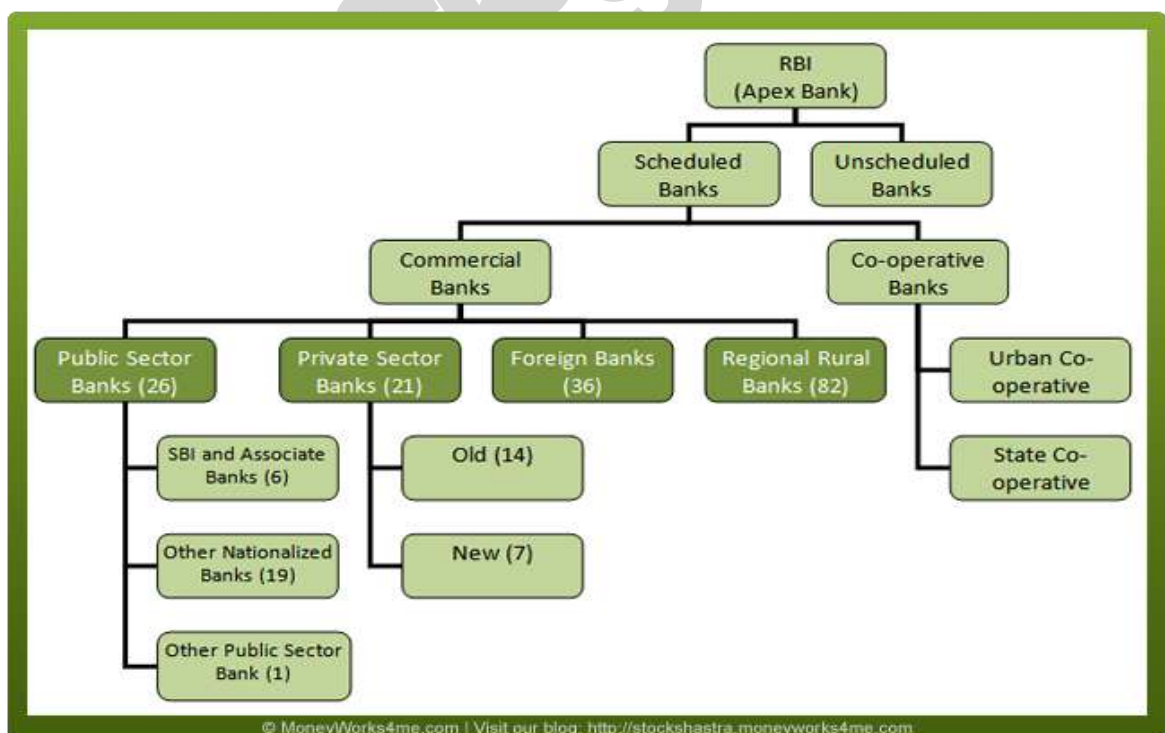 RBI
(Apex Bank)
Scheduled
Banks
Unscheduled
Banks
Commercial
Banks
Co-operative
Banks
Public Sector
Banks (26)
Private Sector
Banks (21)
Foreign Banks
(36)
Regional Rural
Banks (82)
Urban Co-
operative
SBI and Associate
Banks (6)
Old (14)
State Co-
operative
Other Nationalized
Banks (19)
New (7)
Other Public Sector
Bank (1)
© MoneyWorks4me.com | Visit our blog: http://stockshastra.moneyworks4me.com